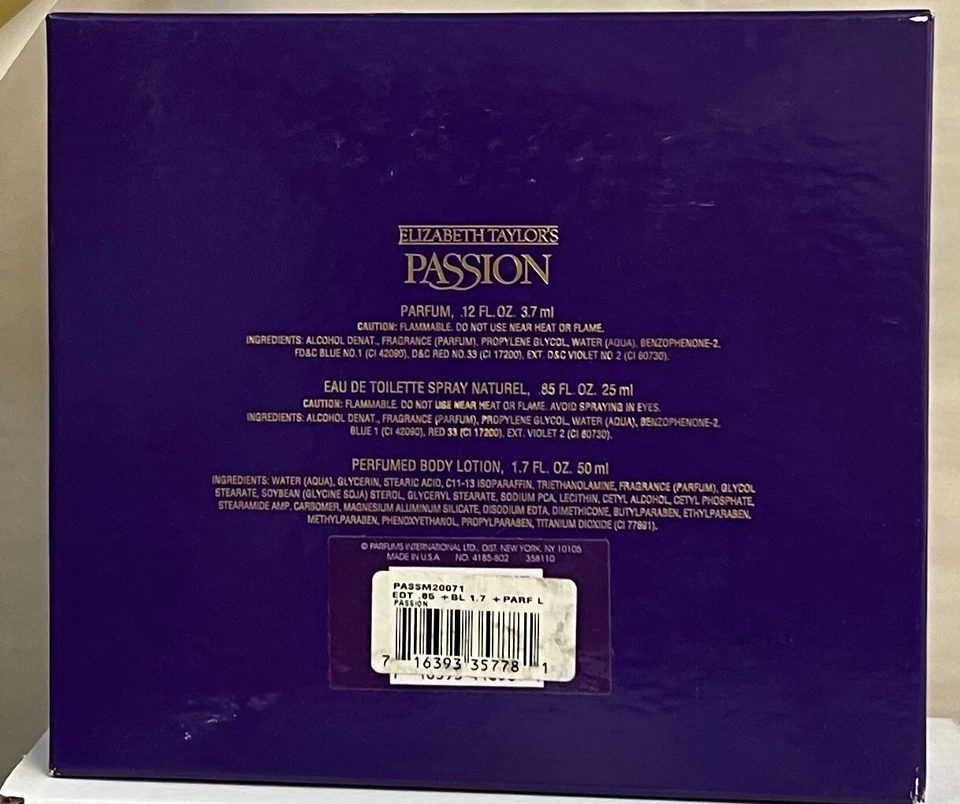 ELIZABETH TAYLOR'S
PASSION
PARFUM, .12 FL.OZ. 3.7 ml
CAUTION: FLAMMABLE. DO NOT USE NEAR HEAT OR FLAME.
INGREDIENTS: ALCOHOL DENAT., FRAGRANCE (PARFUM), PROPYLENE GLYCOL, WATER (AQUA), BENZOPHENONE-2,
FD&C BLUE NO.1 (CI 42090), D&C RED NO.33 (CI 17200), EXT. D&C VIOLET NO 2 (CI 60730).
EAU DE TOILETTE SPRAY NATUREL, .85 FL. OZ. 25 ml
CAUTION: FLAMMABLE. DO NOT USE NEAR HEAT OR FLAME. AVOID SPRAYING IN EYES.
INGREDIENTS: ALCOHOL DENAT., FRAGRANCE (PARFUM), PROPYLENE GLYCOL, WATER (AQUA), BENZOPHENONE-2,
BLUE 1 (CI 42090), RED 33 (CI 17200), EXT. VIOLET 2 (CI 60730).
PERFUMED BODY LOTION, 1.7 FL. OZ. 50 ml
INGREDIENTS: WATER (AQUA), GLYCERIN, STEARIC ACID, C11-13 ISOPARAFFIN, TRIETHANOLAMINE, FRAGRANCE (PARFUM), GLYCOL
STEARATE, SOYBEAN (GLYCINE SOJA) STEROL, GLYCERYL STEARATE, SODIUM PCA, LECITHIN, CETYL ALCOHOL, CETYL PHOSPHATE,
STEARAMIDE AMP, CARBOMER, MAGNESIUM ALUMINUM SILICATE, DISODIUM EDTA, DIMETHICONE, BUTYLPARABEN, ETHYLPARABEN,
METHYLPARABEN, PHENOXYETHANOL, PROPYLPARABEN, TITANIUM DIOXIDE (CI 77891).
© PARFUMS INTERNATIONAL LTD., DIST. NEW YORK, NY 10105
MADE IN U.S.A. NO. 4185-802 358110
PASSM20071
EDT .85 +BL 1.7 +PARF L
PASSION
7 16393 35778 1